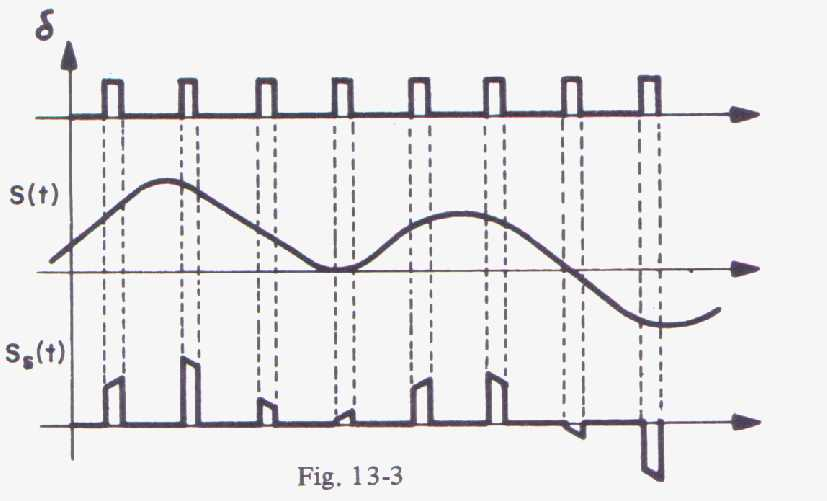 δ
S(t)
Ss(t)
Fig. 13-3